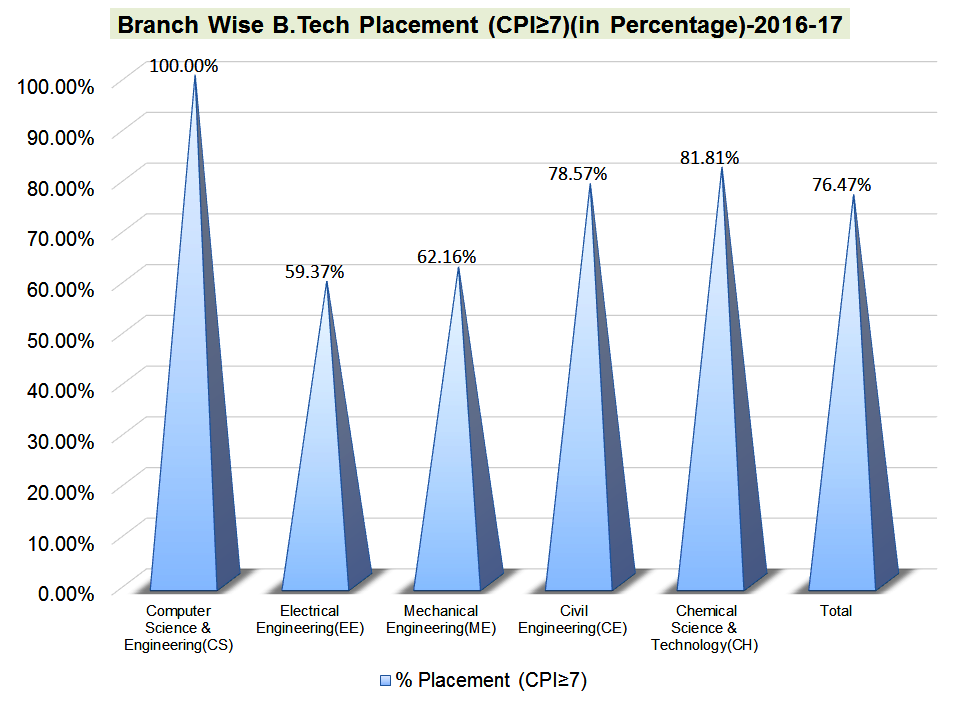 Branch Wise B.Tech Placement (CPI≥7)(in Percentage)-2016-17
100.00%
90.00%
80.00%
70.00%
60.00%
50.00%
40.00%
30.00%
20.00%
10.00%
0.00%
100.00%
59.37%
62.16%
78.57%
81.81%
76.47%
Computer
Science &
Engineering(CS)
Electrical
Engineering(EE)
Mechanical
Engineering(ME)
Civil
Engineering(CE)
Chemical
Science &
Technology(CH)
Total
% Placement (CPI≥7)